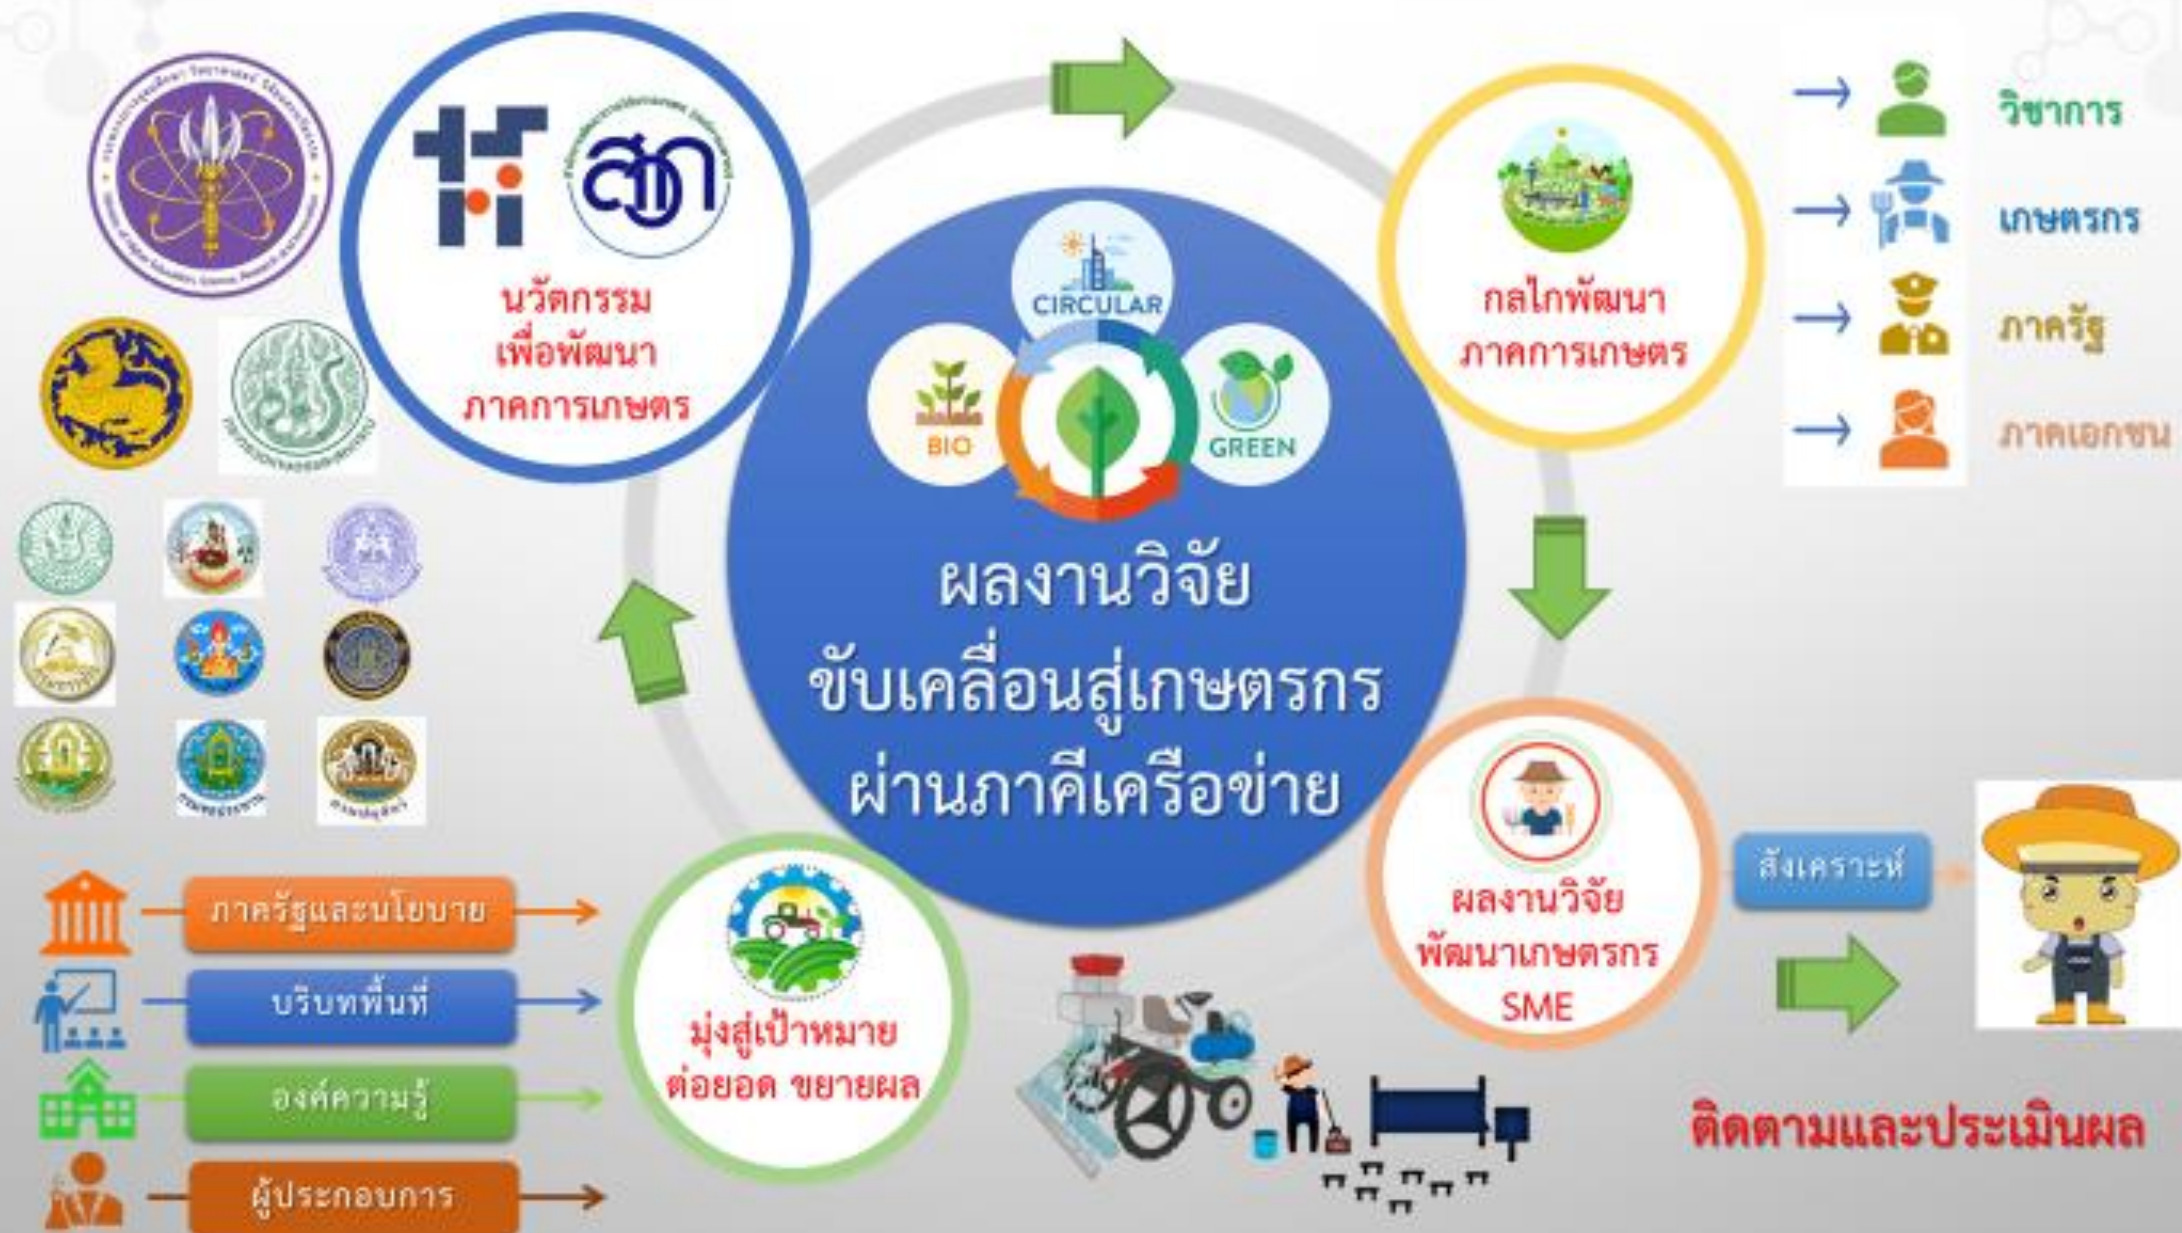 สวก
นวัตกรรม
เพื่อพัฒนา
ภาคการเกษตร
CIRCULAR
BIO
GREEN
ผลงานวิจัย
ขับเคลื่อนสู่เกษตรกร
ผ่านภาคีเครือข่าย
กลไกพัฒนา
ภาคการเกษตร
วิชาการ
เกษตรกร
ภาครัฐ
ภาคเอกชน
ผลงานวิจัย
พัฒนาเกษตรกร
SME
สังเคราะห์
ติดตามและประเมินผล
มุ่งสู่เป้าหมาย
ต่อยอด ขยายผล
ภาครัฐและนโยบาย
บริบทพื้นที่
องค์ความรู้
ผู้ประกอบการ